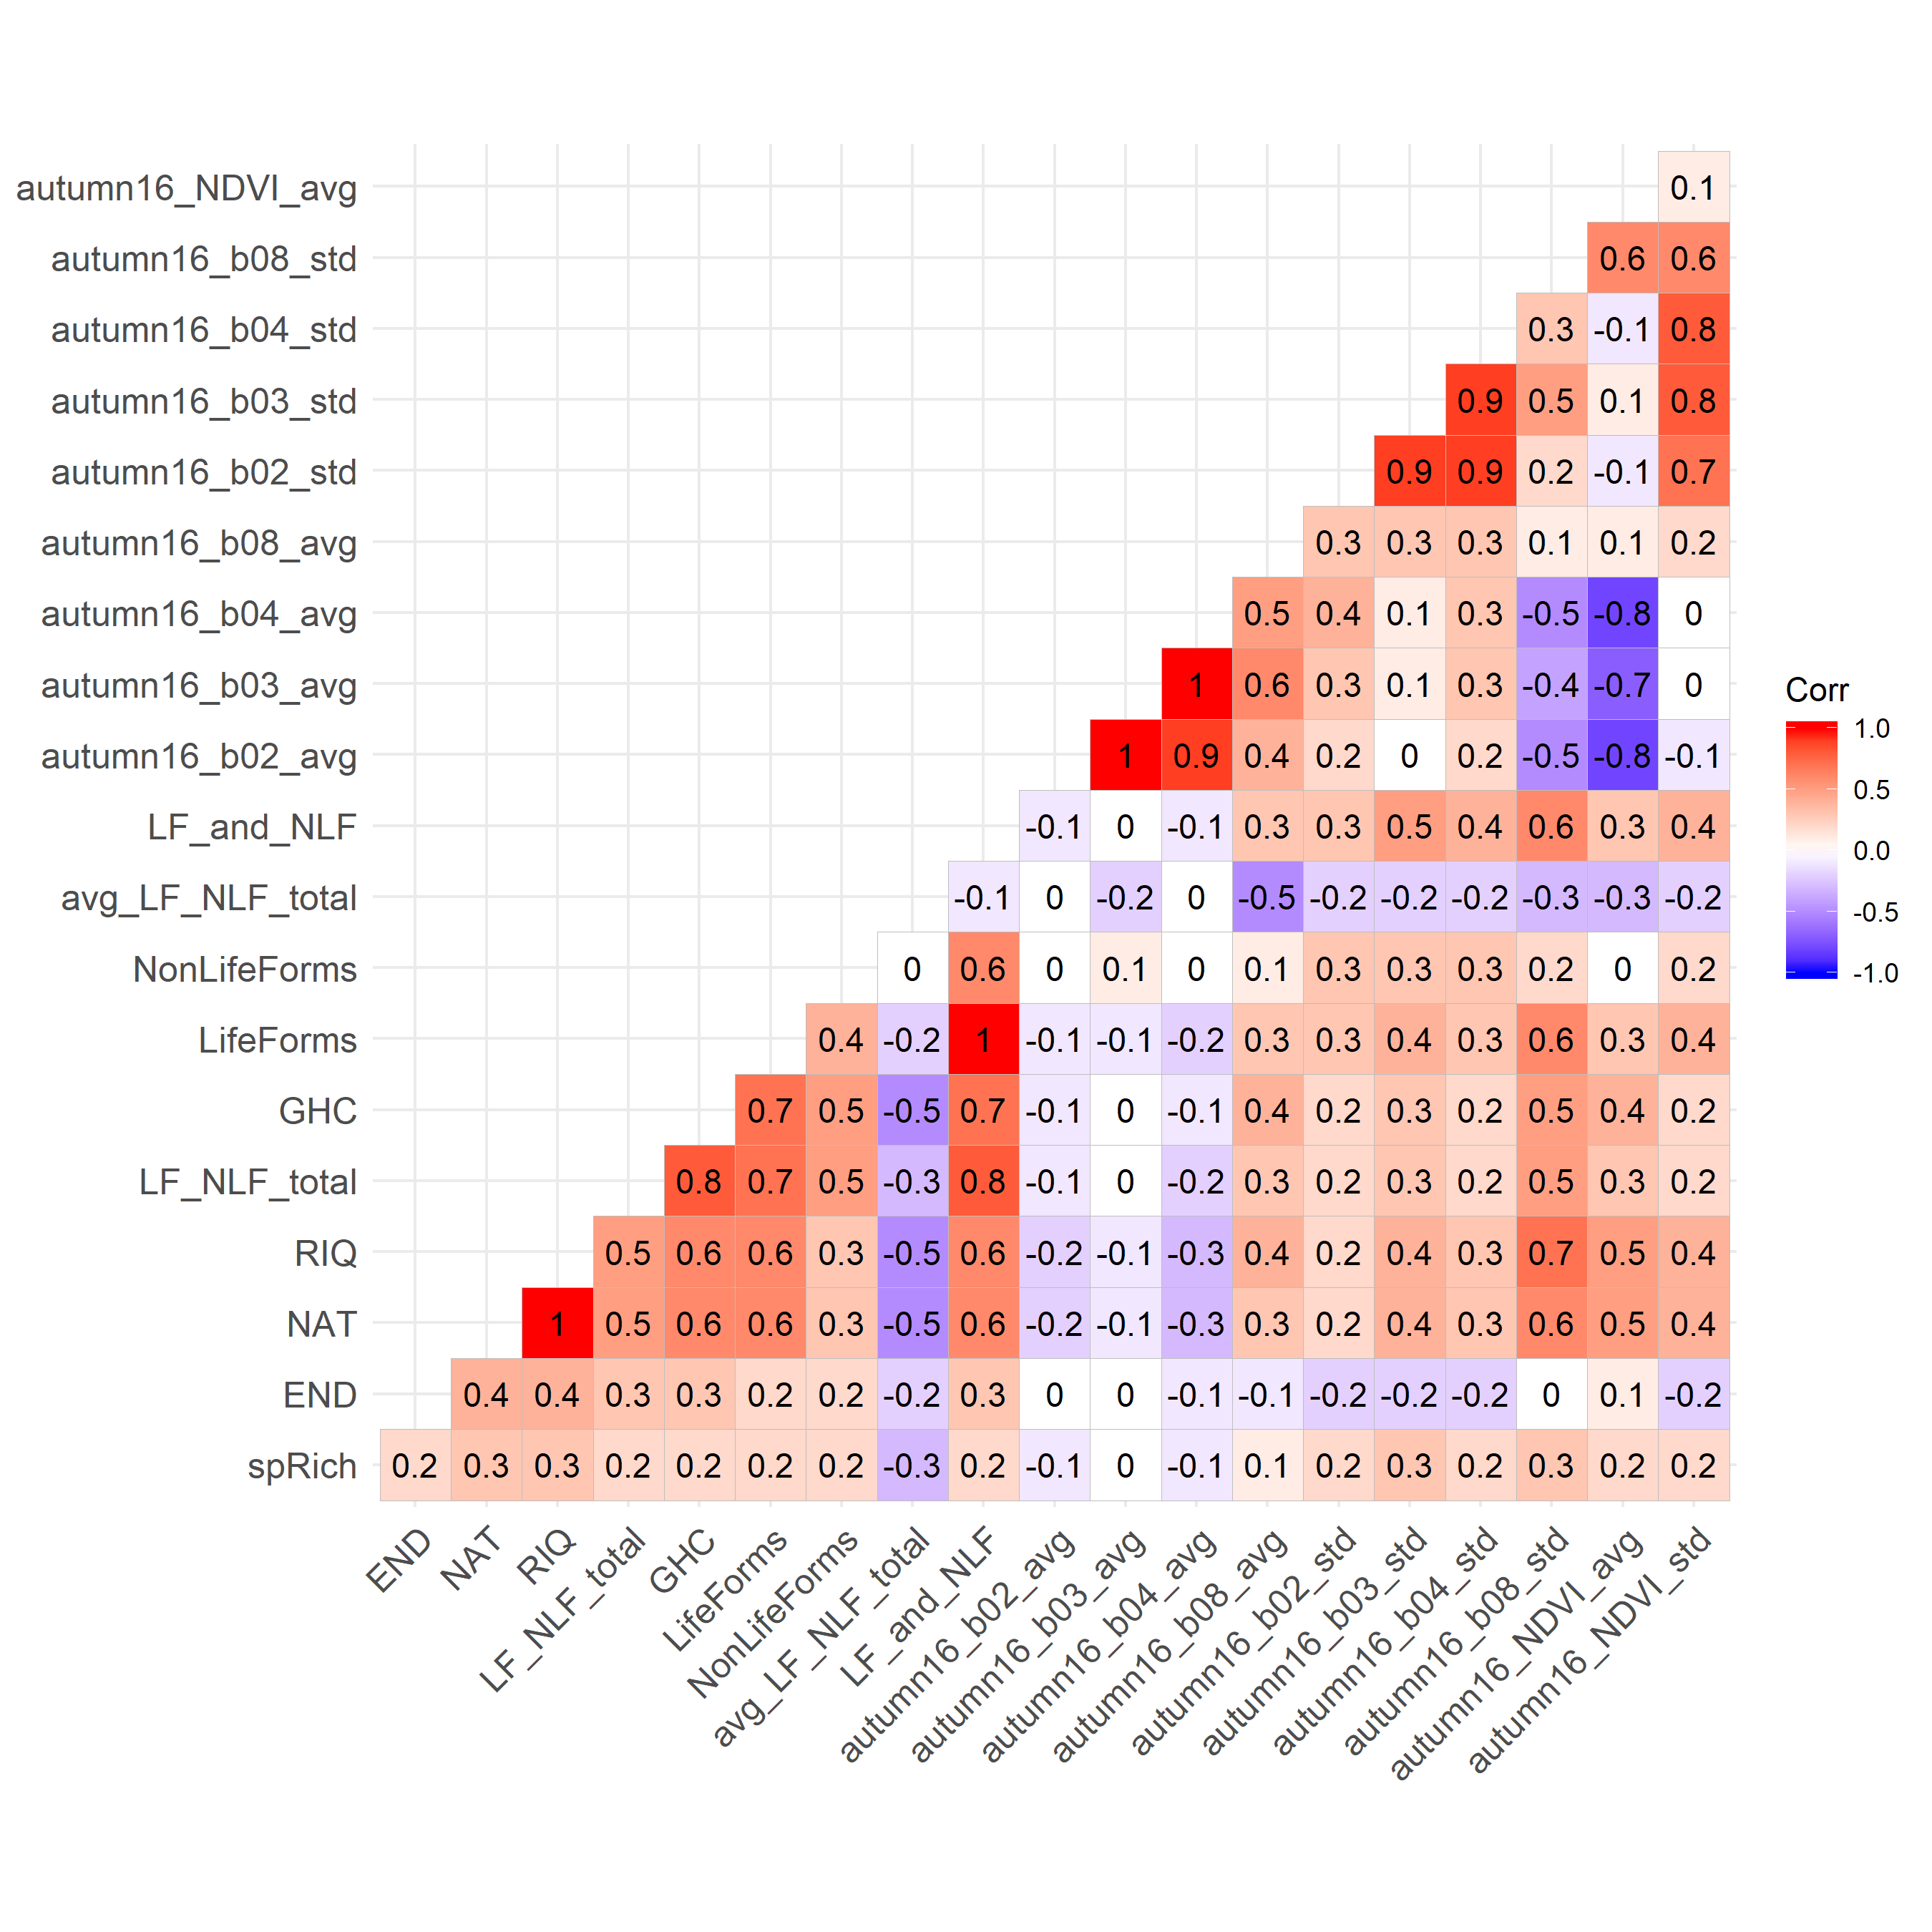 autumn16_NDVI_avg 0.1
autumn16_b08_std 0.6 0.6
autumn16_b04_std 0.3 -0.1 0.8
autumn16_b03_std 0.9 0.5 0.1 0.8
autumn16_b02_std 0.9 0.9 0.2 -0.1 0.7
autumn16_b08_avg 0.3 0.3 0.3 0.1 0.1 0.2
autumn16_b04_avg 0.5 0.4 0.1 0.3 -0.5 -0.8 0
autumn16_b03_avg 1 0.6 0.3 0.1 0.3 -0.4 -0.7 0
autumn16_b02_avg 1 0.9 0.4 0.2 0 0.2 -0.5 -0.8 -0.1
LF_and_NLF -0.1 0 -0.1 0.3 0.3 0.5 0.4 0.6 0.3 0.4
avg_LF_NLF_total -0.1 0 -0.2 0 -0.5 -0.2 -0.2 -0.2 -0.3 -0.3 -0.2
NonLifeForms 0 0.6 0 0.1 0 0.1 0.3 0.3 0.3 0.2 0 0.2
LifeForms 0.4 -0.2 1 -0.1 -0.1 -0.2 0.3 0.3 0.4 0.3 0.6 0.3 0.4
GHC 0.7 0.5 -0.5 0.7 -0.1 0 -0.1 0.4 0.2 0.3 0.2 0.5 0.4 0.2
LF_NLF_total 0.8 0.7 0.5 -0.3 0.8 -0.1 0 -0.2 0.3 0.2 0.3 0.2 0.5 0.3 0.2
RIQ 0.5 0.6 0.6 0.3 -0.5 0.6 -0.2 -0.1 -0.3 0.4 0.2 0.4 0.3 0.7 0.5 0.4
NAT 1 0.5 0.6 0.6 0.3 -0.5 0.6 -0.2 -0.1 -0.3 0.3 0.2 0.4 0.3 0.6 0.5 0.4
END 0.4 0.4 0.3 0.3 0.2 0.2 -0.2 0.3 0 0 -0.1 -0.1 -0.2 -0.2 -0.2 0 0.1 -0.2
spRich 0.2 0.3 0.3 0.2 0.2 0.2 0.2 -0.3 0.2 -0.1 0 -0.1 0.1 0.2 0.3 0.2 0.3 0.2 0.2
END
NAT
RIQ
LF_NLF_total
GHC
LifeForms
NonLifeForms
avg_LF_NLF_total
LF_and_NLF
autumn16_b02_avg
autumn16_b03_avg
autumn16_b04_avg
autumn16_b08_avg
autumn16_b02_std
autumn16_b03_std
autumn16_b04_std
autumn16_b08_std
autumn16_NDVI_avg
autumn16_NDVI_std
Corr
1.0
0.5
0.0
-0.5
-1.0